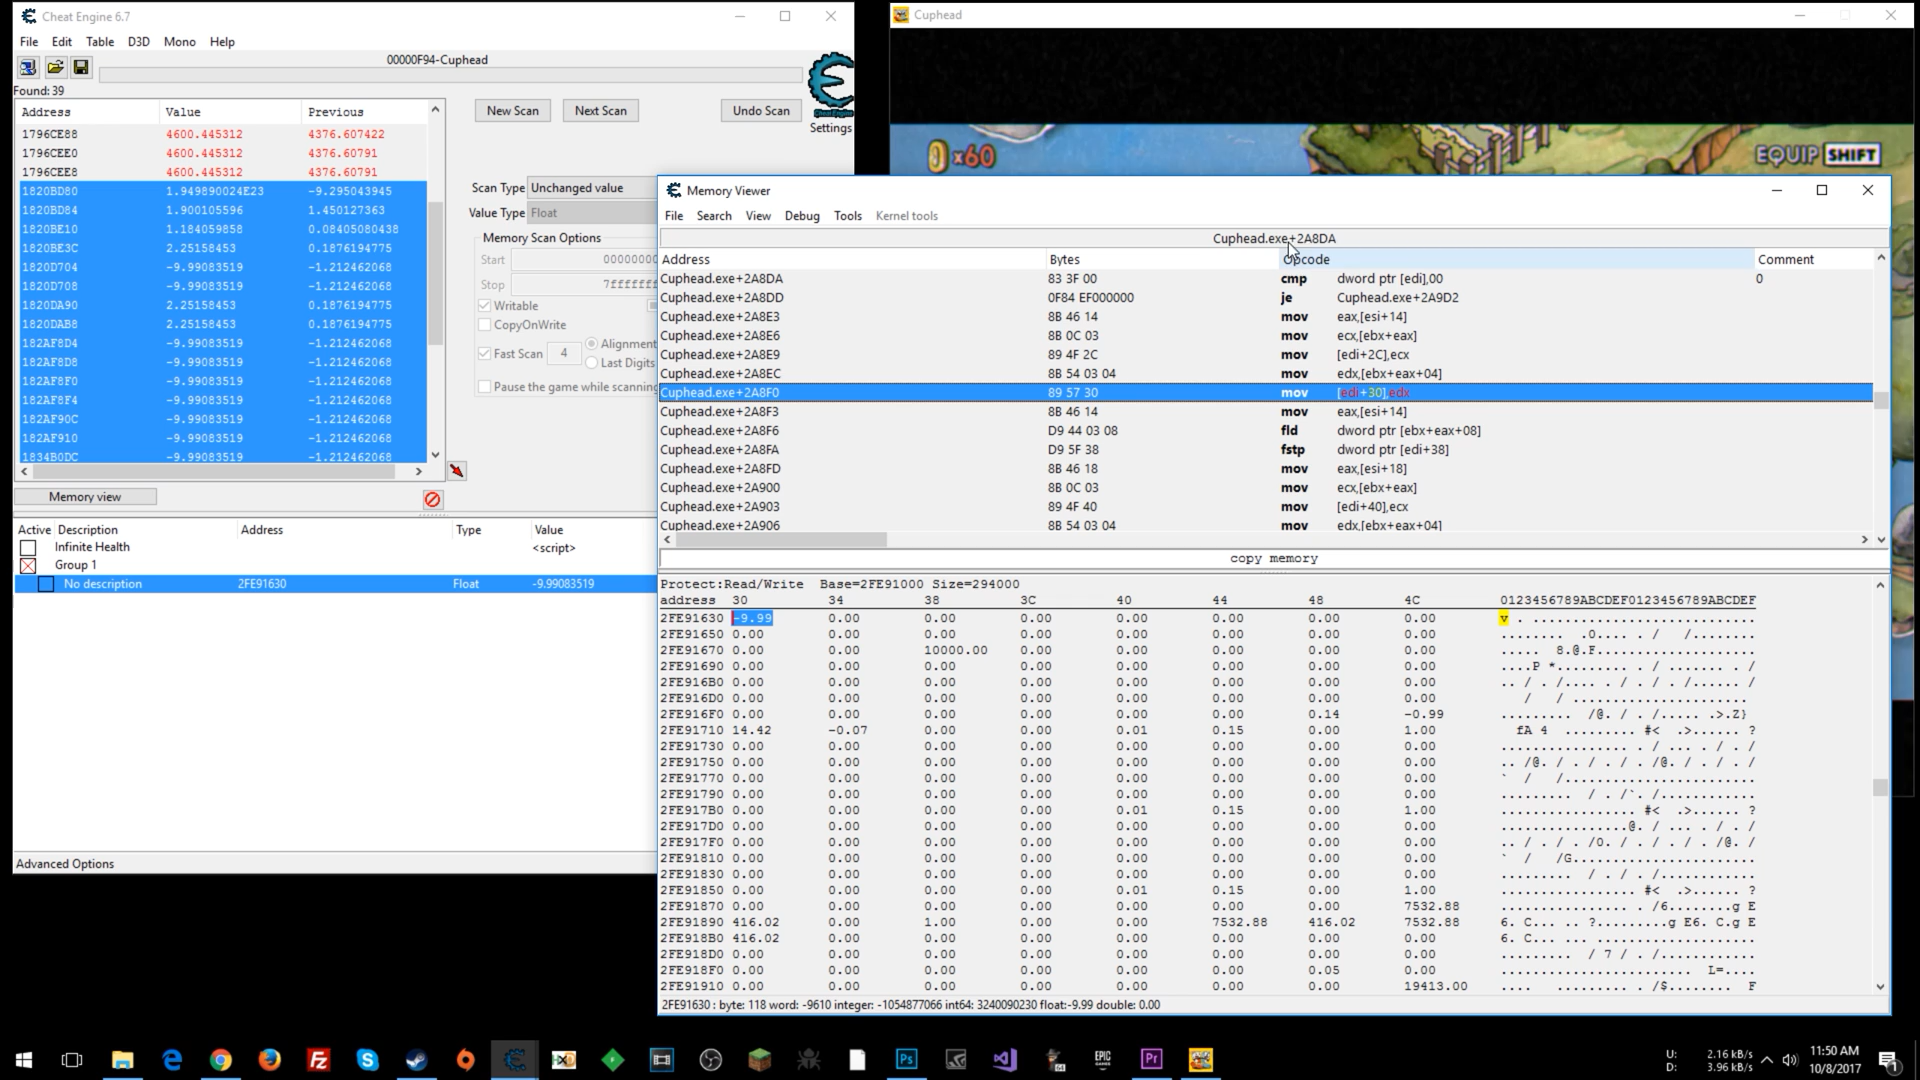 Cheat Engine 6.7
File Edit Table D3D Mono Help
00000F94-Cuphead
Found: 39
Address Value Previous
1796CE88 4600.445312 4376.607422
1796CEE0 4600.445312 4376.60791
1796CEE8 4600.445312 4376.60791
1820BD80 1.949890024E23 -9.295043945
1820BD84 1.900105596 1.450127363
1820BE10 1.184059858 0.08405080438
1820BE3C 2.25158453 0.1876194775
1820D704 -9.99083519 -1.212462068
1820D708 -9.99083519 -1.212462068
1820DA90 2.25158453 0.1876194775
1820DAB8 2.25158453 0.1876194775
182AF8D4 -9.99083519 -1.212462068
182AF8D8 -9.99083519 -1.212462068
182AF8F0 -9.99083519 -1.212462068
182AF8F4 -9.99083519 -1.212462068
182AF90C -9.99083519 -1.212462068
182AF910 -9.99083519 -1.212462068
1834B0DC -9.99083519 -1.212462068
New Scan Next Scan Undo Scan
Cheat Engine
Settings
Scan Type Unchanged value
Value Type Float
Memory Scan Options
Start 00000000
Stop 7fffffff
Writable
CopyOnWrite
Fast Scan 4 Alignment
Last Digits
Pause the game while scanning
Memory view
Active Description Address Type Value
Infinite Health <script>
Group 1
No description 2FE91630 Float -9.99083519
Advanced Options
Cuphead
x60
EQUIP SHIFT
Memory Viewer
File Search View Debug Tools Kernel tools
Cuphead.exe+2A8DA
Address Bytes Opcode Comment
Cuphead.exe+2A8DA 83 3F 00 cmp dword ptr [edi],00 0
Cuphead.exe+2A8DD 0F84 EF000000 je Cuphead.exe+2A9D2
Cuphead.exe+2A8E3 8B 46 14 mov eax,[esi+14]
Cuphead.exe+2A8E6 8B 0C 03 mov ecx,[ebx+eax]
Cuphead.exe+2A8E9 89 4F 2C mov [edi+2C],ecx
Cuphead.exe+2A8EC 8B 54 03 04 mov edx,[ebx+eax+04]
Cuphead.exe+2A8F0 89 57 30 mov [edi+30],edx
Cuphead.exe+2A8F3 8B 46 14 mov eax,[esi+14]
Cuphead.exe+2A8F6 D9 44 03 08 fld dword ptr [ebx+eax+08]
Cuphead.exe+2A8FA D9 5F 38 fstp dword ptr [edi+38]
Cuphead.exe+2A8FD 8B 46 18 mov eax,[esi+18]
Cuphead.exe+2A900 8B 0C 03 mov ecx,[ebx+eax]
Cuphead.exe+2A903 89 4F 40 mov [edi+40],ecx
Cuphead.exe+2A906 8B 54 03 04 mov edx,[ebx+eax+04]
copy memory
Protect:Read/Write Base=2FE91000 Size=294000
address 30 34 38 3C 40 44 48 4C 0123456789ABCDEF0123456789ABCDEF
2FE91630 -9.99 0.00 0.00 0.00 0.00 0.00 0.00 0.00
2FE91650 0.00 0.00 0.00 0.00 0.00 0.00 0.00 0.00
2FE91670 0.00 0.00 10000.00 0.00 0.00 0.00 0.00 0.00
2FE91690 0.00 0.00 0.00 0.00 0.00 0.00 0.00 0.00
2FE916B0 0.00 0.00 0.00 0.00 0.00 0.00 0.00 0.00
2FE916D0 0.00 0.00 0.00 0.00 0.00 0.00 0.00 0.00
2FE916F0 0.00 0.00 0.00 0.00 0.00 0.00 0.14 -0.99
2FE91710 14.42 -0.07 0.00 0.00 0.01 0.15 0.00 1.00
2FE91730 0.00 0.00 0.00 0.00 0.00 0.00 0.00 0.00
2FE91750 0.00 0.00 0.00 0.00 0.00 0.00 0.00 0.00
2FE91770 0.00 0.00 0.00 0.00 0.00 0.00 0.00 0.00
2FE91790 0.00 0.00 0.00 0.00 0.00 0.00 0.00 0.00
2FE917B0 0.00 0.00 0.00 0.00 0.01 0.15 0.00 1.00
2FE917D0 0.00 0.00 0.00 0.00 0.00 0.00 0.00 0.00
2FE917F0 0.00 0.00 0.00 0.00 0.00 0.00 0.00 0.00
2FE91810 0.00 0.00 0.00 0.00 0.00 0.00 0.00 0.00
2FE91830 0.00 0.00 0.00 0.00 0.00 0.00 0.00 0.00
2FE91850 0.00 0.00 0.00 0.00 0.01 0.15 0.00 1.00
2FE91870 0.00 0.00 0.00 0.00 0.00 0.00 0.00 7532.88
2FE91890 416.02 0.00 1.00 0.00 0.00 7532.88 416.02 7532.88
2FE918B0 416.02 0.00 0.00 0.00 0.00 0.00 0.00 0.00
2FE918D0 0.00 0.00 0.00 0.00 0.00 0.00 0.00 0.00
2FE918F0 0.00 0.00 0.00 0.00 0.00 0.00 0.05 0.00
2FE91910 0.00 0.00 0.00 0.00 0.00 0.00 0.00 19413.00
2FE91630 : byte: 118 word: -9610 integer: -1054877066 int64: 3240090230 float:-9.99 double: 0.00
U: 2.16 kB/s
D: 3.96 kB/s
11:50 AM
10/8/2017